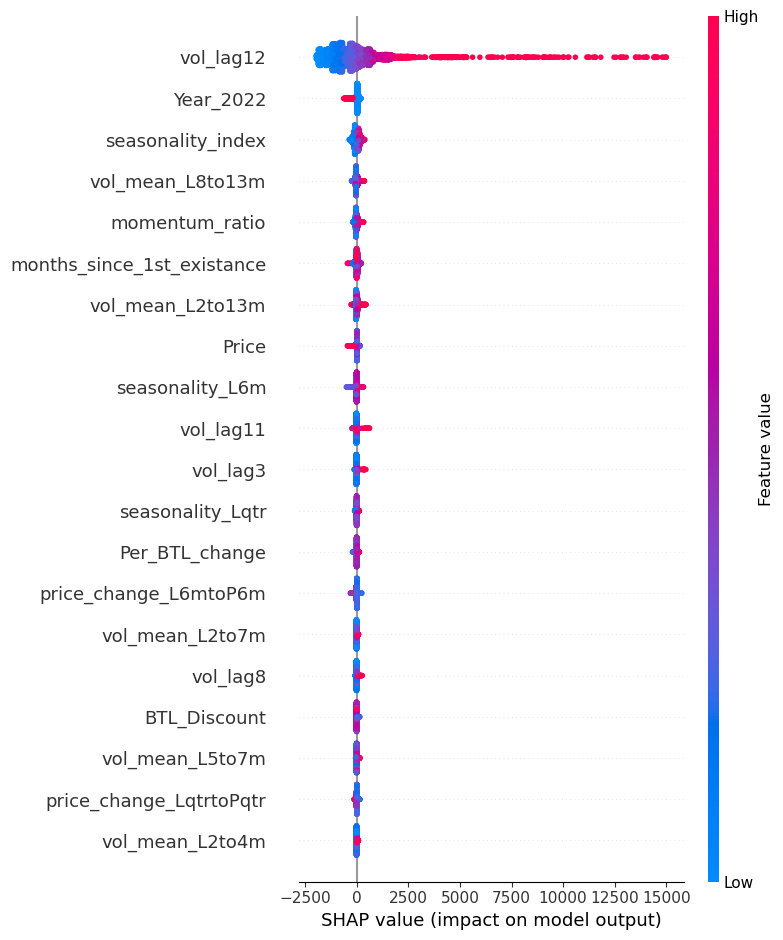 High
vol_lag12
Year_2022
seasonality_index
vol_mean_L8to13m
momentum_ratio
months_since_1st_existance
vol_mean_L2to13m
Price
seasonality_L6m
vol_lag11
vol_lag3
seasonality_Lqtr
Per_BTL_change
price_change_L6mtoP6m
vol_mean_L2to7m
vol_lag8
BTL_Discount
vol_mean_L5to7m
price_change_LqtrtoPqtr
vol_mean_L2to4m
Feature value
Low
−2500 0 2500 5000 7500 10000 12500 15000
SHAP value (impact on model output)